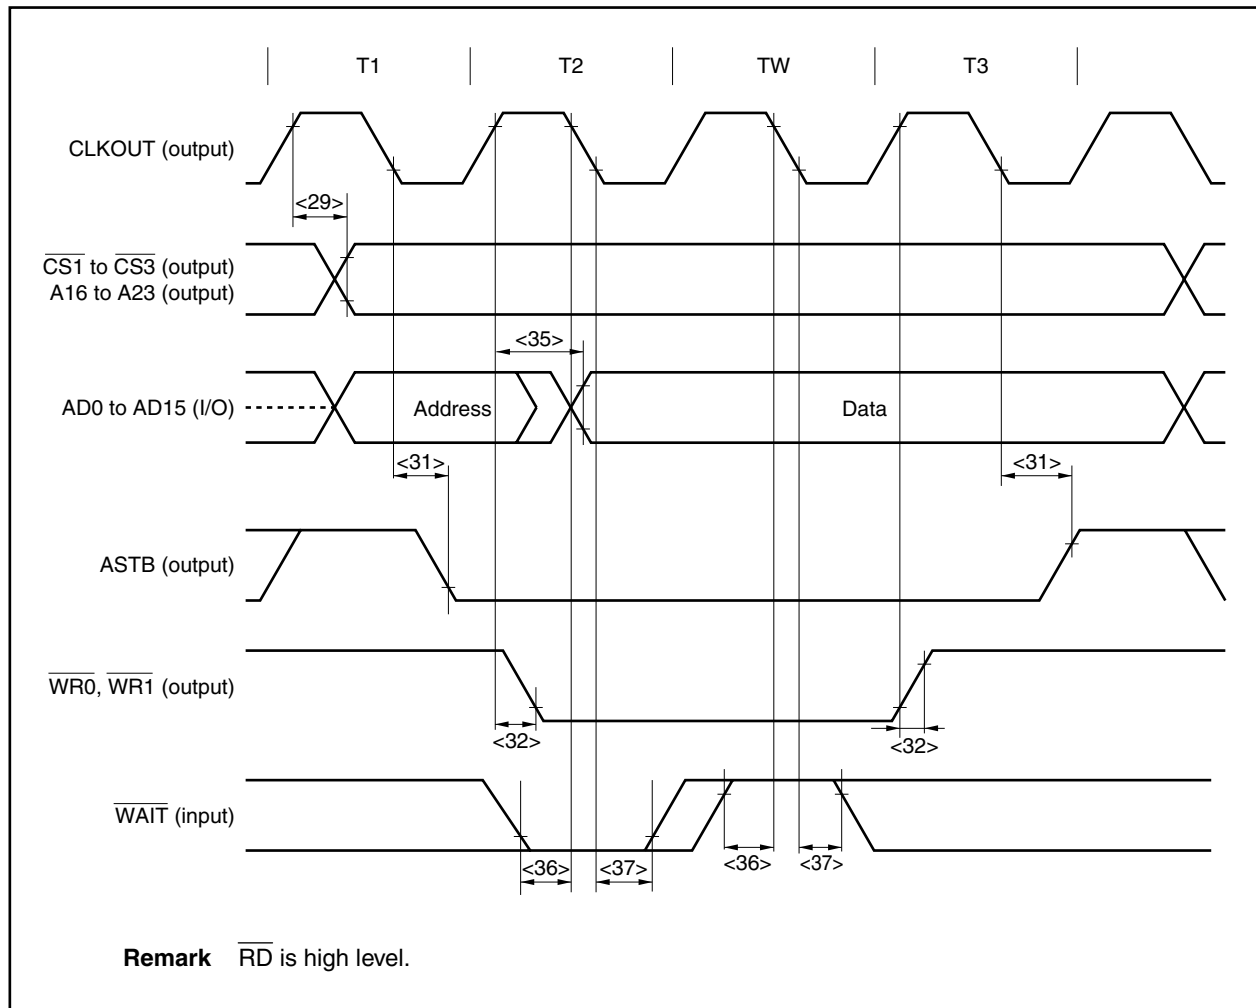 T1 T2 TW T3
CLKOUT (output)
<29>
CS1 to CS3 (output)
A16 to A23 (output)
<35>
AD0 to AD15 (I/O) Address Data
<31> <31>
ASTB (output)
WR0, WR1 (output)
<32> <32>
WAIT (input)
<36> <37> <36> <37>
Remark RD is high level.